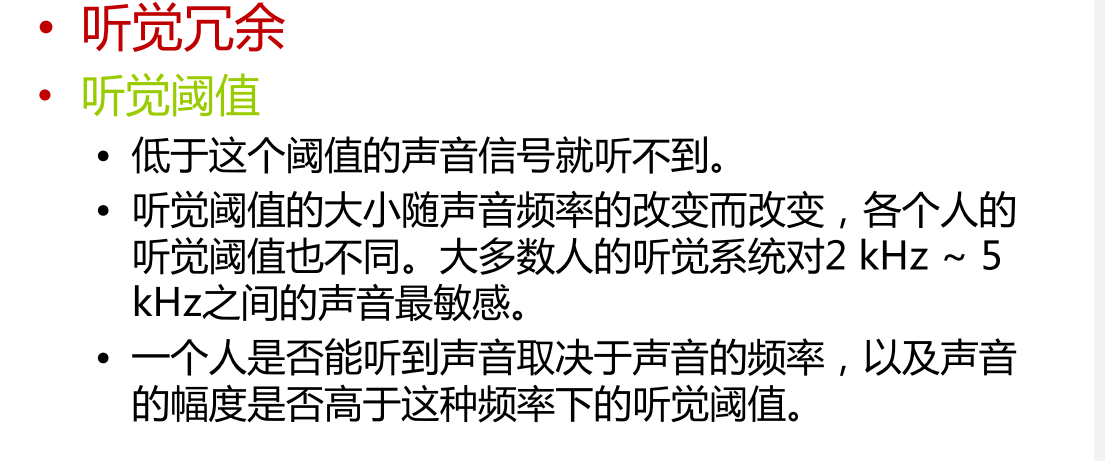 • 听觉冗余
• 听觉阈值
• 低于这个阈值的声音信号就听不到。
• 听觉阈值的大小随声音频率的改变而改变，各个人的
听觉阈值也不同。大多数人的听觉系统对2 kHz ~ 5
kHz之间的声音最敏感。
• 一个人是否能听到声音取决于声音的频率，以及声音
的幅度是否高于这种频率下的听觉阈值。